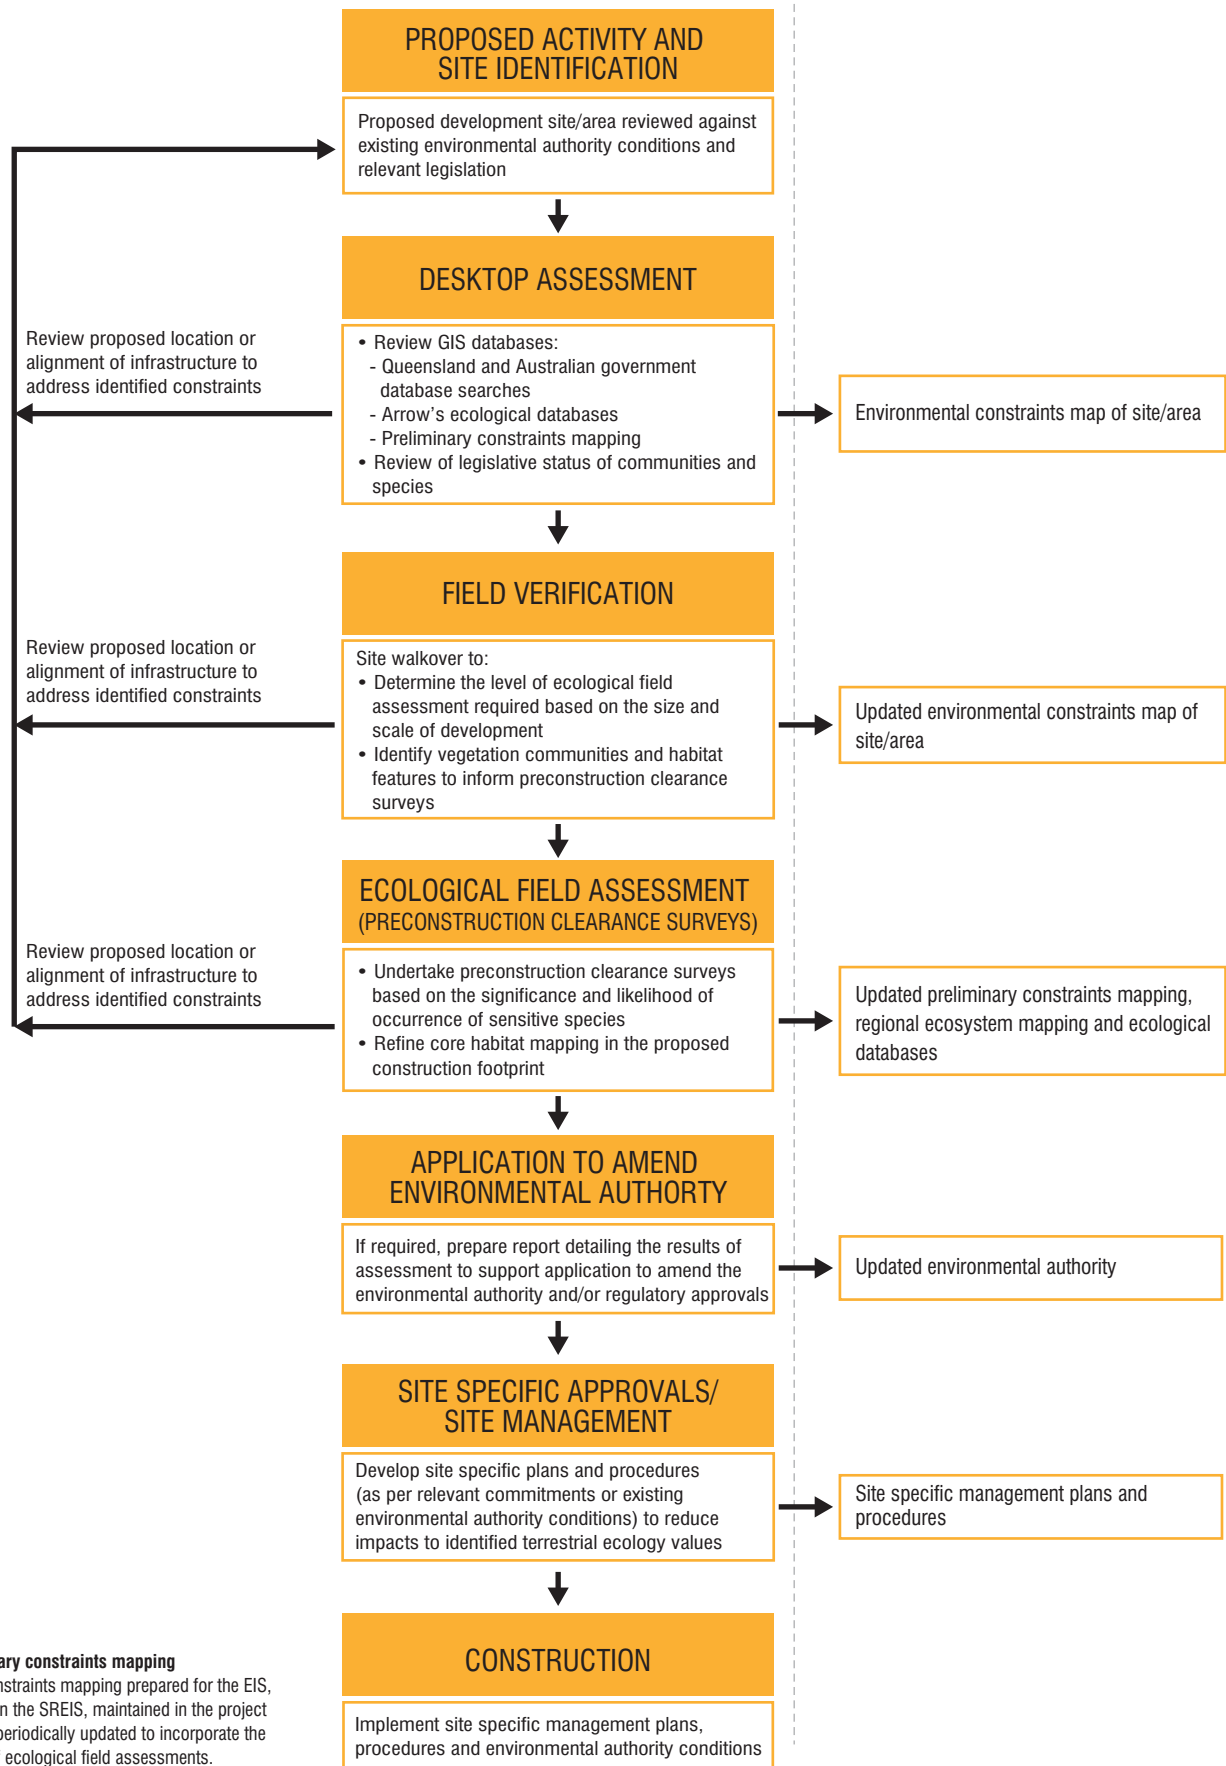 PROPOSED ACTIVITY AND
SITE IDENTIFICATION
Proposed development site/area reviewed against
existing environmental authority conditions and
relevant legislation
DESKTOP ASSESSMENT
Review proposed location or
alignment of infrastructure to
address identified constraints
• Review GIS databases:
- Queensland and Australian government
database searches
- Arrow's ecological databases
- Preliminary constraints mapping
• Review of legislative status of communities and
species
Environmental constraints map of site/area
FIELD VERIFICATION
Review proposed location or
alignment of infrastructure to
address identified constraints
Site walkover to:
• Determine the level of ecological field
assessment required based on the size and
scale of development
• Identify vegetation communities and habitat
features to inform preconstruction clearance
surveys
Updated environmental constraints map of
site/area
ECOLOGICAL FIELD ASSESSMENT
(PRECONSTRUCTION CLEARANCE SURVEYS)
Review proposed location or
alignment of infrastructure to
address identified constraints
• Undertake preconstruction clearance surveys
based on the significance and likelihood of
occurrence of sensitive species
• Refine core habitat mapping in the proposed
construction footprint
Updated preliminary constraints mapping,
regional ecosystem mapping and ecological
databases
APPLICATION TO AMEND
ENVIRONMENTAL AUTHORTY
If required, prepare report detailing the results of
assessment to support application to amend the
environmental authority and/or regulatory approvals
Updated environmental authority
SITE SPECIFIC APPROVALS/
SITE MANAGEMENT
Develop site specific plans and procedures
(as per relevant commitments or existing
environmental authority conditions) to reduce
impacts to identified terrestrial ecology values
Site specific management plans and
procedures
CONSTRUCTION
Implement site specific management plans,
procedures and environmental authority conditions
constraints mapping
mapping prepared for the EIS,
the SREIS, maintained in the project
periodically updated to incorporate the
ecological field assessments.